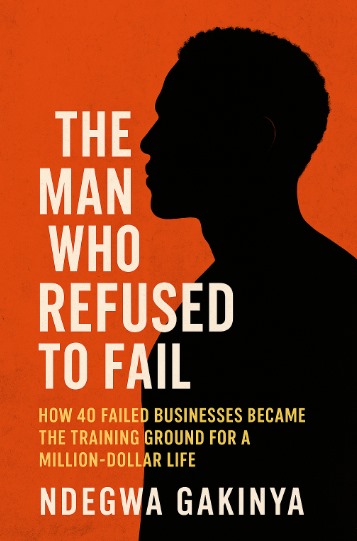 THE
MAN
WHO
REFUSED
TO FAIL
HOW 40 FAILED BUSINESSES BECAME
THE TRAINING GROUND FOR A
MILLION-DOLLAR LIFE
NDEGWA GAKINYA